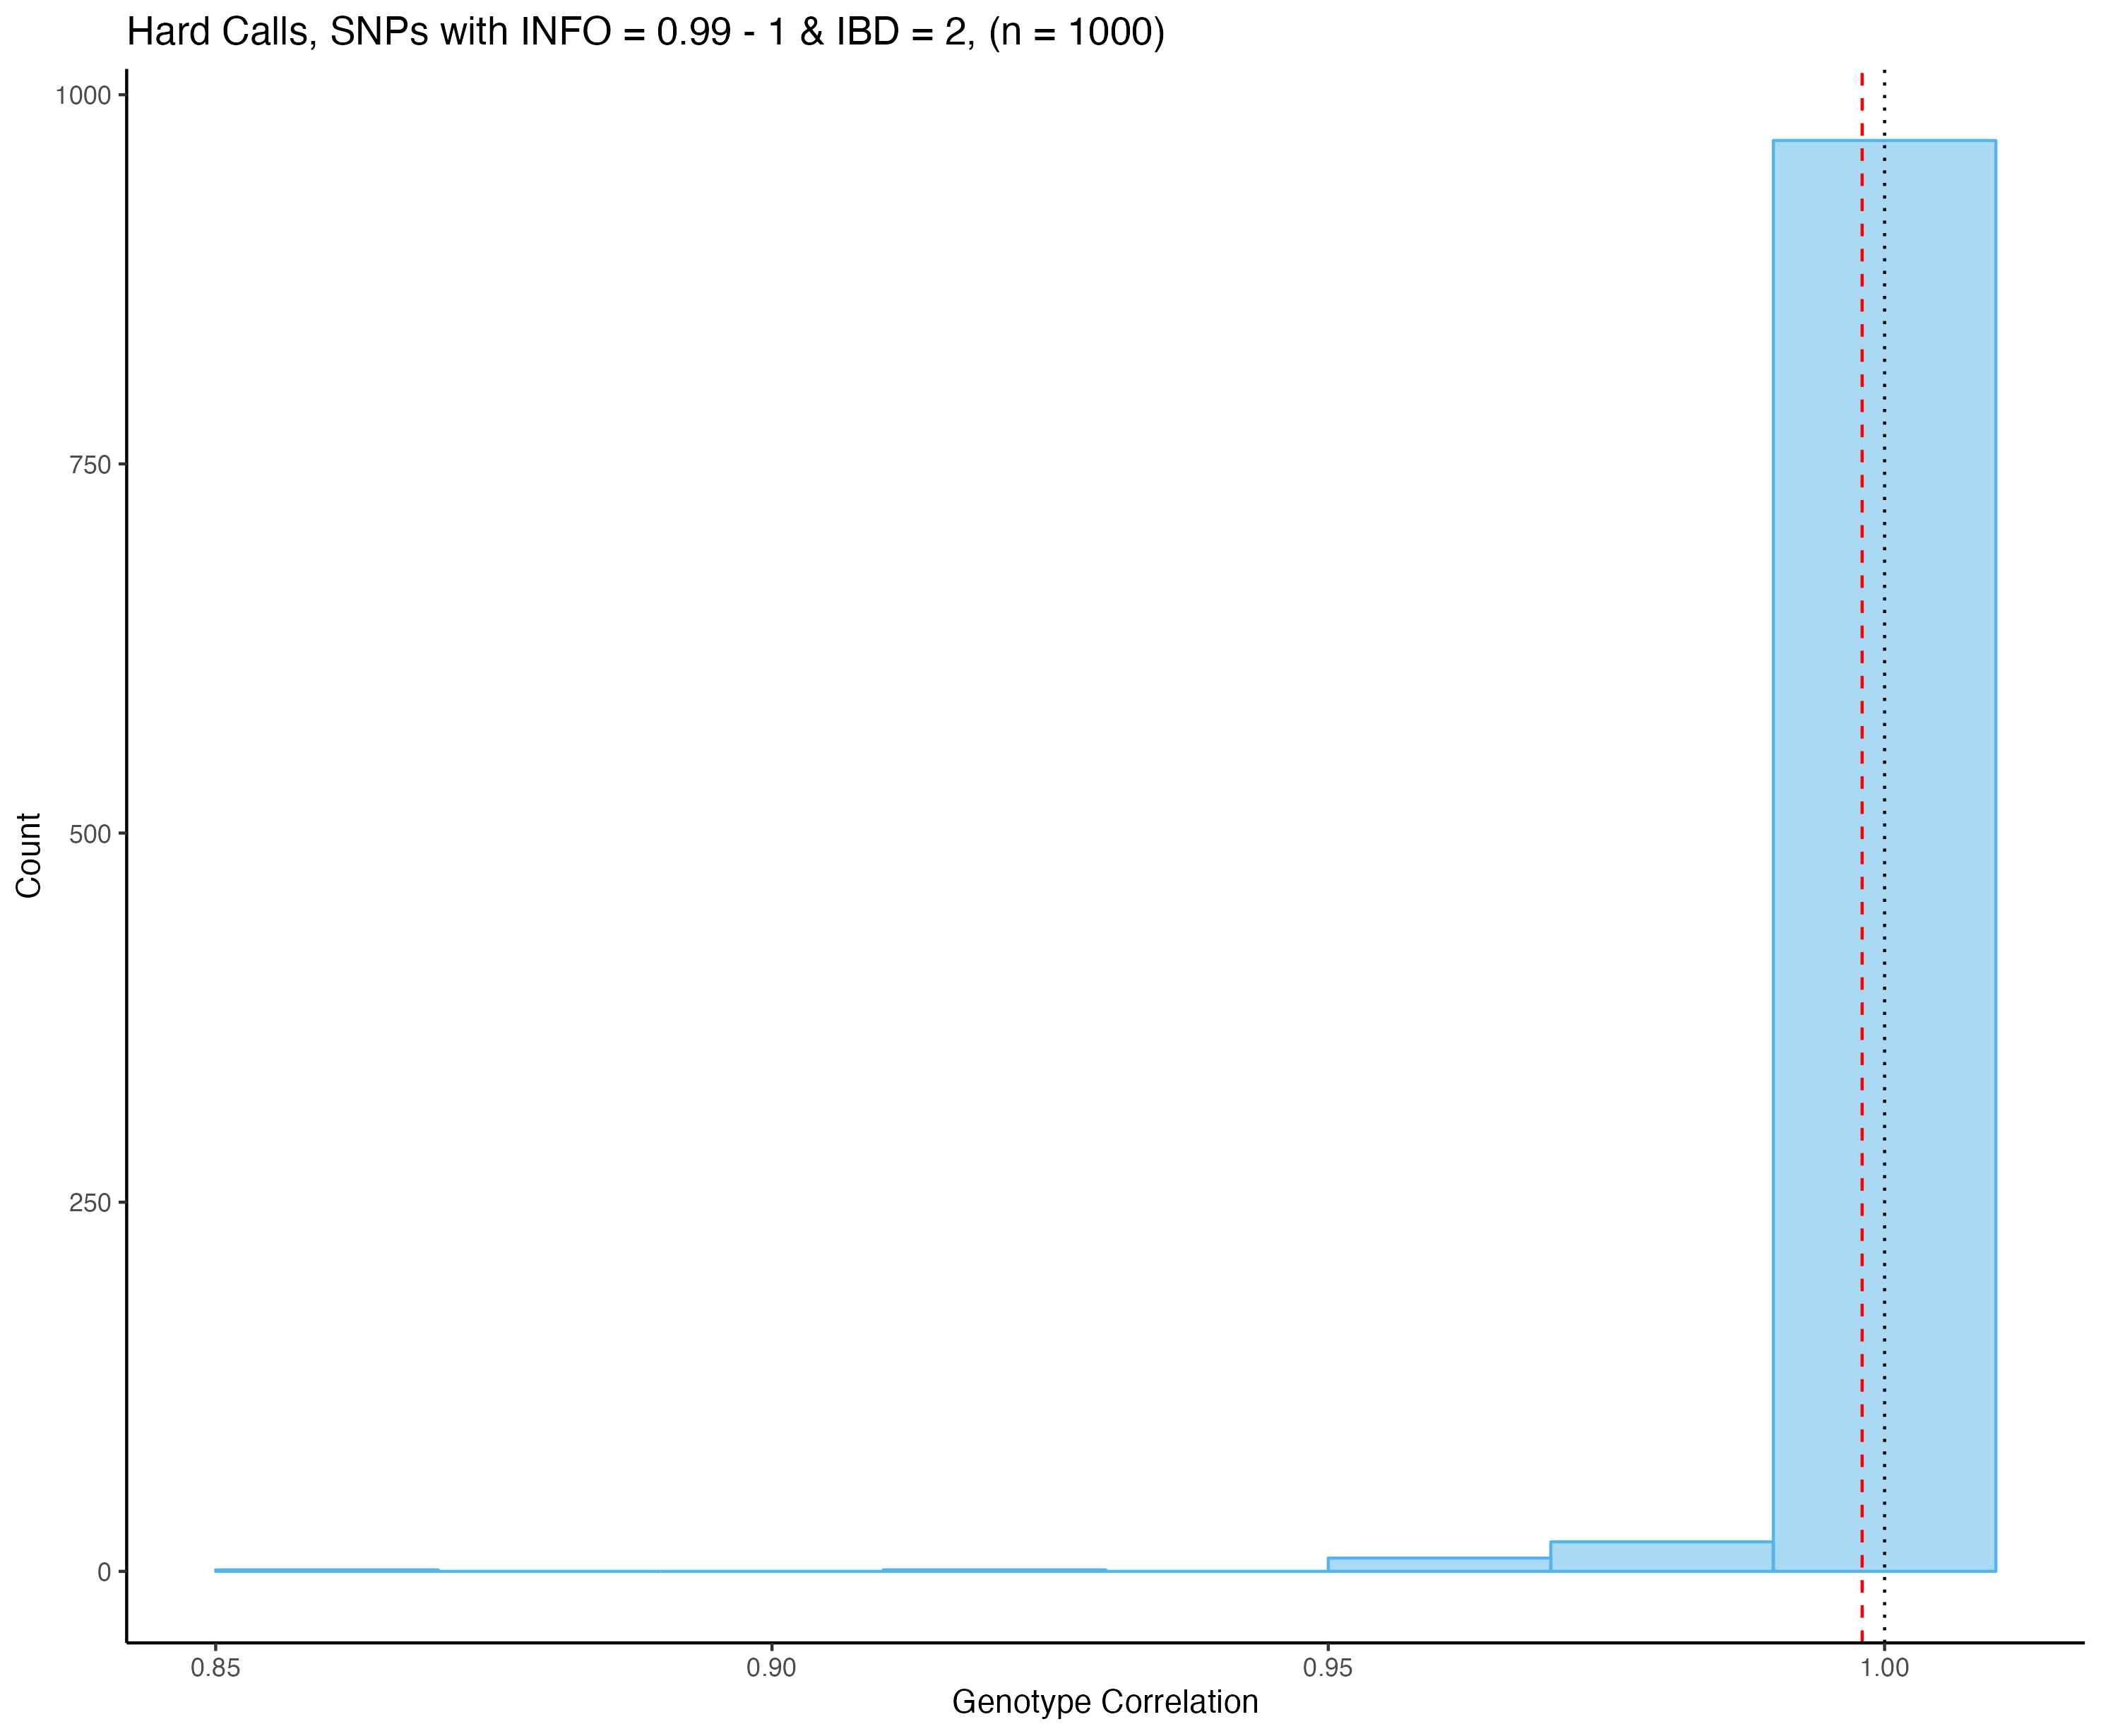 Hard Calls, SNPs with INFO = 0.99 - 1 & IBD = 2, (n = 1000)
1000
750
500
250
0
Count
0.85 0.90 0.95 1.00
Genotype Correlation